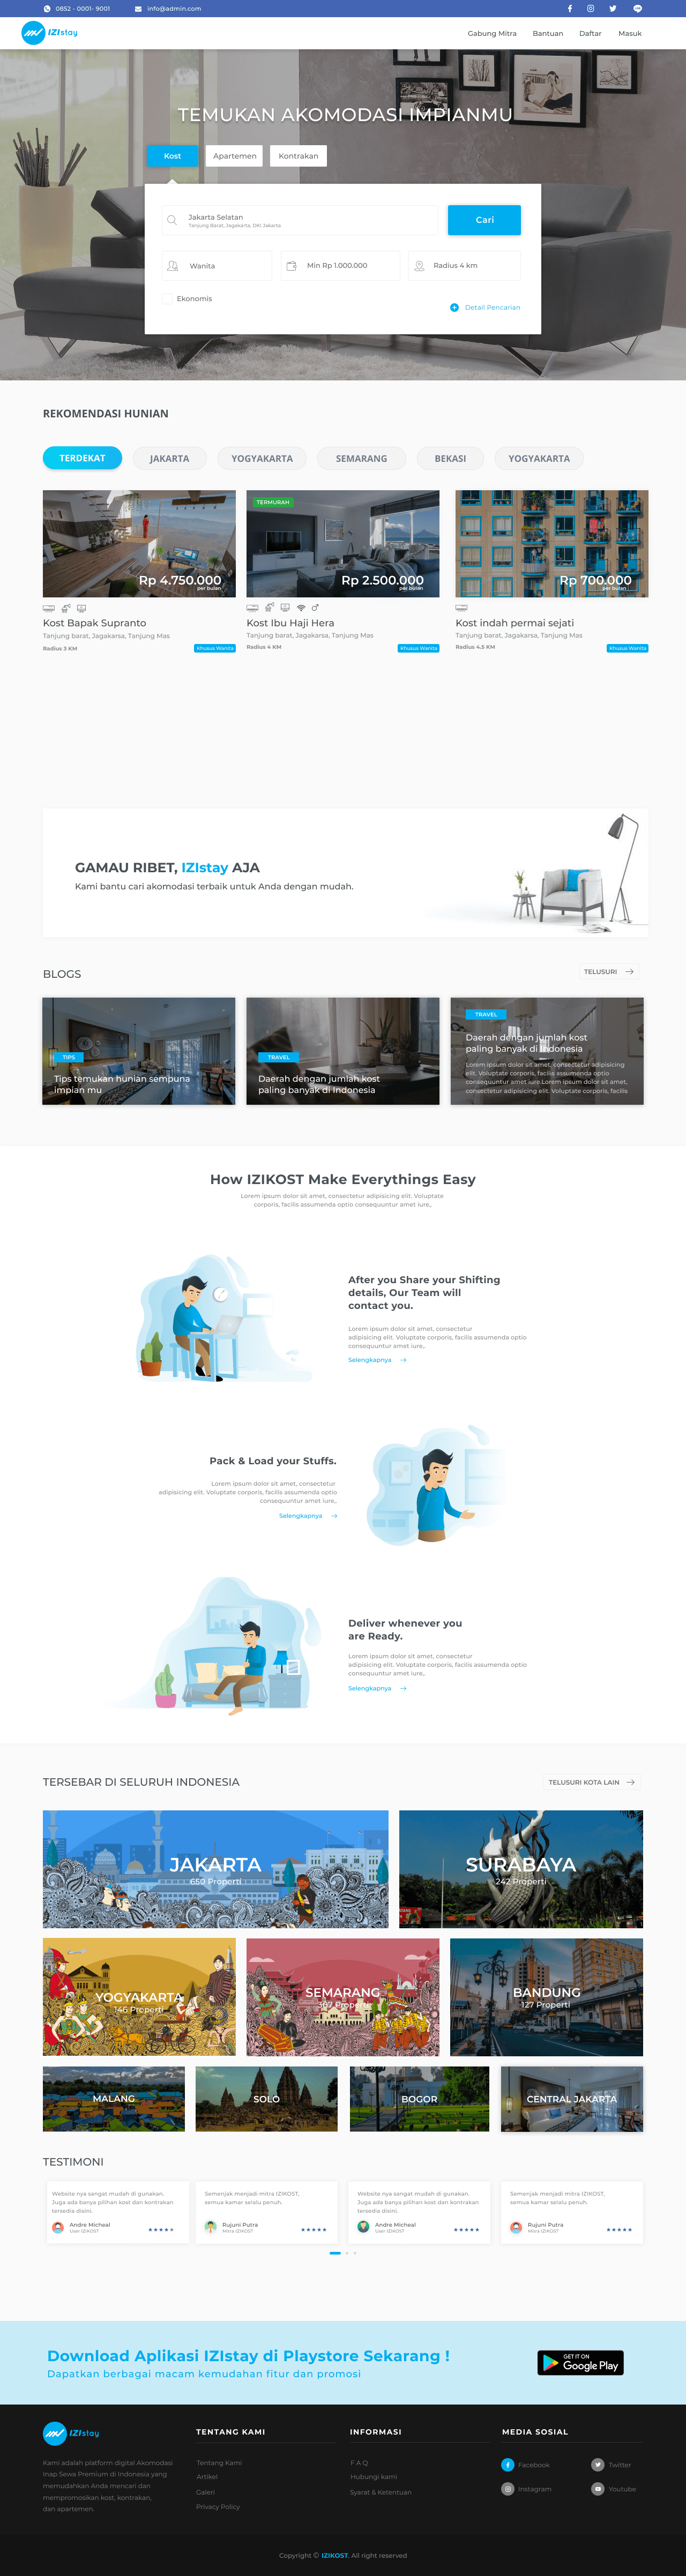 0852 - 0001- 9001
info@admin.com
IZIstay
Gabung Mitra
Bantuan
Daftar
Masuk
TEMUKAN AKOMODASI IMPIANMU
Kost
Apartemen
Kontrakan
Jakarta Selatan
Tanjung Barat, Jagakarta. DKI Jakarta
Cari
Wanita
Min Rp 1.000.000
Radius 4 km
Ekonomis
Detail Pencarian
REKOMENDASI HUNIAN
TERDEKAT
JAKARTA
YOGYAKARTA
SEMARANG
BEKASI
YOGYAKARTA
Rp 4.750.000
per bulan
Kost Bapak Supranto
Tanjung barat, Jagakarsa, Tanjung Mas
Radius 3 KM
Khusus Wanita
TERMURAH
Rp 2.500.000
per bulan
Kost Ibu Haji Hera
Tanjung barat, Jagakarsa, Tanjung Mas
Radius 4 KM
Khusus Wanita
Rp 700.000
per bulan
Kost indah permai sejati
Tanjung barat, Jagakarsa, Tanjung Mas
Radius 4.5 KM
Khusus Wanita
GAMAU RIBET, IZIstay AJA
Kami bantu cari akomodasi terbaik untuk Anda dengan mudah.
BLOGS
TELUSURI
TIPS
Tips temukan hunian sempuna
impian mu
TRAVEL
Daerah dengan jumlah kost
paling banyak di Indonesia
TRAVEL
Daerah dengan jumlah kost
paling banyak di Indonesia
Lorem ipsum dolor sit amet, consectetur adipisicing
elit. Voluptate corporis, facilis assumenda optio
consequuntur amet iure.Lorem ipsum dolor sit amet,
consectetur adipisicing elit. Voluptate corporis, facilis
How IZIKOST Make Everythings Easy
Lorem ipsum dolor sit amet, consectetur adipisicing elit. Voluptate
corporis, facilis assumenda optio consequuntur amet iure,.
After you Share your Shifting
details, Our Team will
contact you.
Lorem ipsum dolor sit amet, consectetur
adipisicing elit. Voluptate corporis, facilis assumenda optio
consequuntur amet iure,.
Selengkapnya
Pack & Load your Stuffs.
Lorem ipsum dolor sit amet, consectetur
adipisicing elit. Voluptate corporis, facilis assumenda optio
consequuntur amet iure,.
Selengkapnya
Deliver whenever you
are Ready.
Lorem ipsum dolor sit amet, consectetur
adipisicing elit. Voluptate corporis, facilis assumenda optio
consequuntur amet iure,.
Selengkapnya
TERSEBAR DI SELURUH INDONESIA
TELUSURI KOTA LAIN
JAKARTA
650 Properti
SURABAYA
242 Properti
YOGYAKARTA
146 Properti
SEMARANG
Properti
BANDUNG
127 Properti
MALANG
SOLO
BOGOR
CENTRAL JAKARTA
TESTIMONI
Website nya sangat mudah di gunakan.
Juga ada banya pilihan kost dan kontrakan
tersedia disini.
Andre Micheal
User IZIKOST
Semenjak menjadi mitra IZIKOST,
semua kamar selalu penuh.
Rujuni Putra
Mitra IZIKOST
Website nya sangat mudah di gunakan.
Juga ada banya pilihan kost dan kontrakan
tersedia disini.
Andre Micheal
User IZIKOST
Semenjak menjadi mitra IZIKOST,
semua kamar selalu penuh.
Rujuni Putra
Mitra IZIKOST
Download Aplikasi IZIstay di Playstore Sekarang !
Dapatkan berbagai macam kemudahan fitur dan promosi
GET IT ON
Google Play
IZIstay
Kami adalah platform digital Akomodasi
Inap Sewa Premium di Indonesia yang
memudahkan Anda mencari dan
mempromosikan kost, kontrakan,
dan apartemen.
TENTANG KAMI
Tentang Kami
Artikel
Galeri
Privacy Policy
INFORMASI
F A Q
Hubungi kami
Syarat & Ketentuan
MEDIA SOSIAL
Facebook
Twitter
Instagram
Youtube
Copyright © IZIKOST. All right reserved